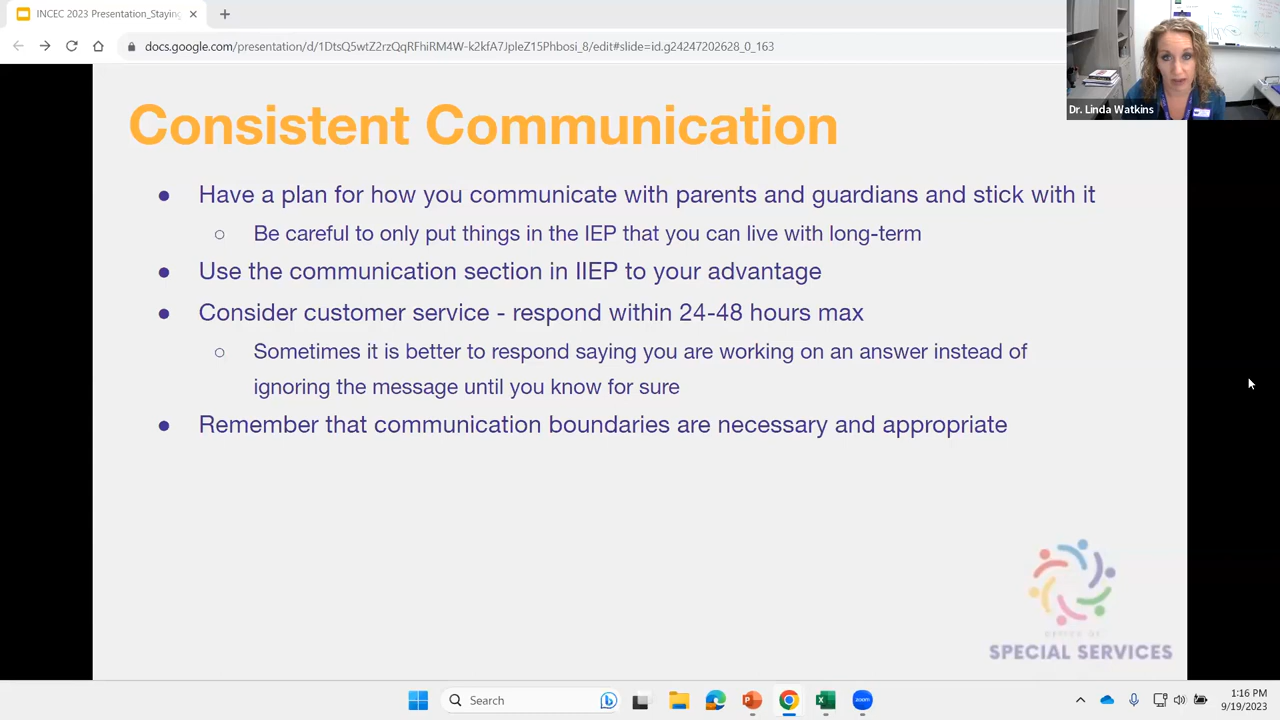 INCEC 2023 Presentation_Staying
docs.google.com/presentation/d/1DtsQ5wtZ2rzQqRFhiRM4W-k2kfA7JpleZ15Phbosi_8/edit#slide=id.g24247202628_0_163
Dr. Linda Watkins
Consistent Communication
● Have a plan for how you communicate with parents and guardians and stick with it
○ Be careful to only put things in the IEP that you can live with long-term
● Use the communication section in IIEP to your advantage
● Consider customer service - respond within 24-48 hours max
○ Sometimes it is better to respond saying you are working on an answer instead of
ignoring the message until you know for sure
● Remember that communication boundaries are necessary and appropriate
SPECIAL SERVICES
Search
zoom
1:16 PM
9/19/2023